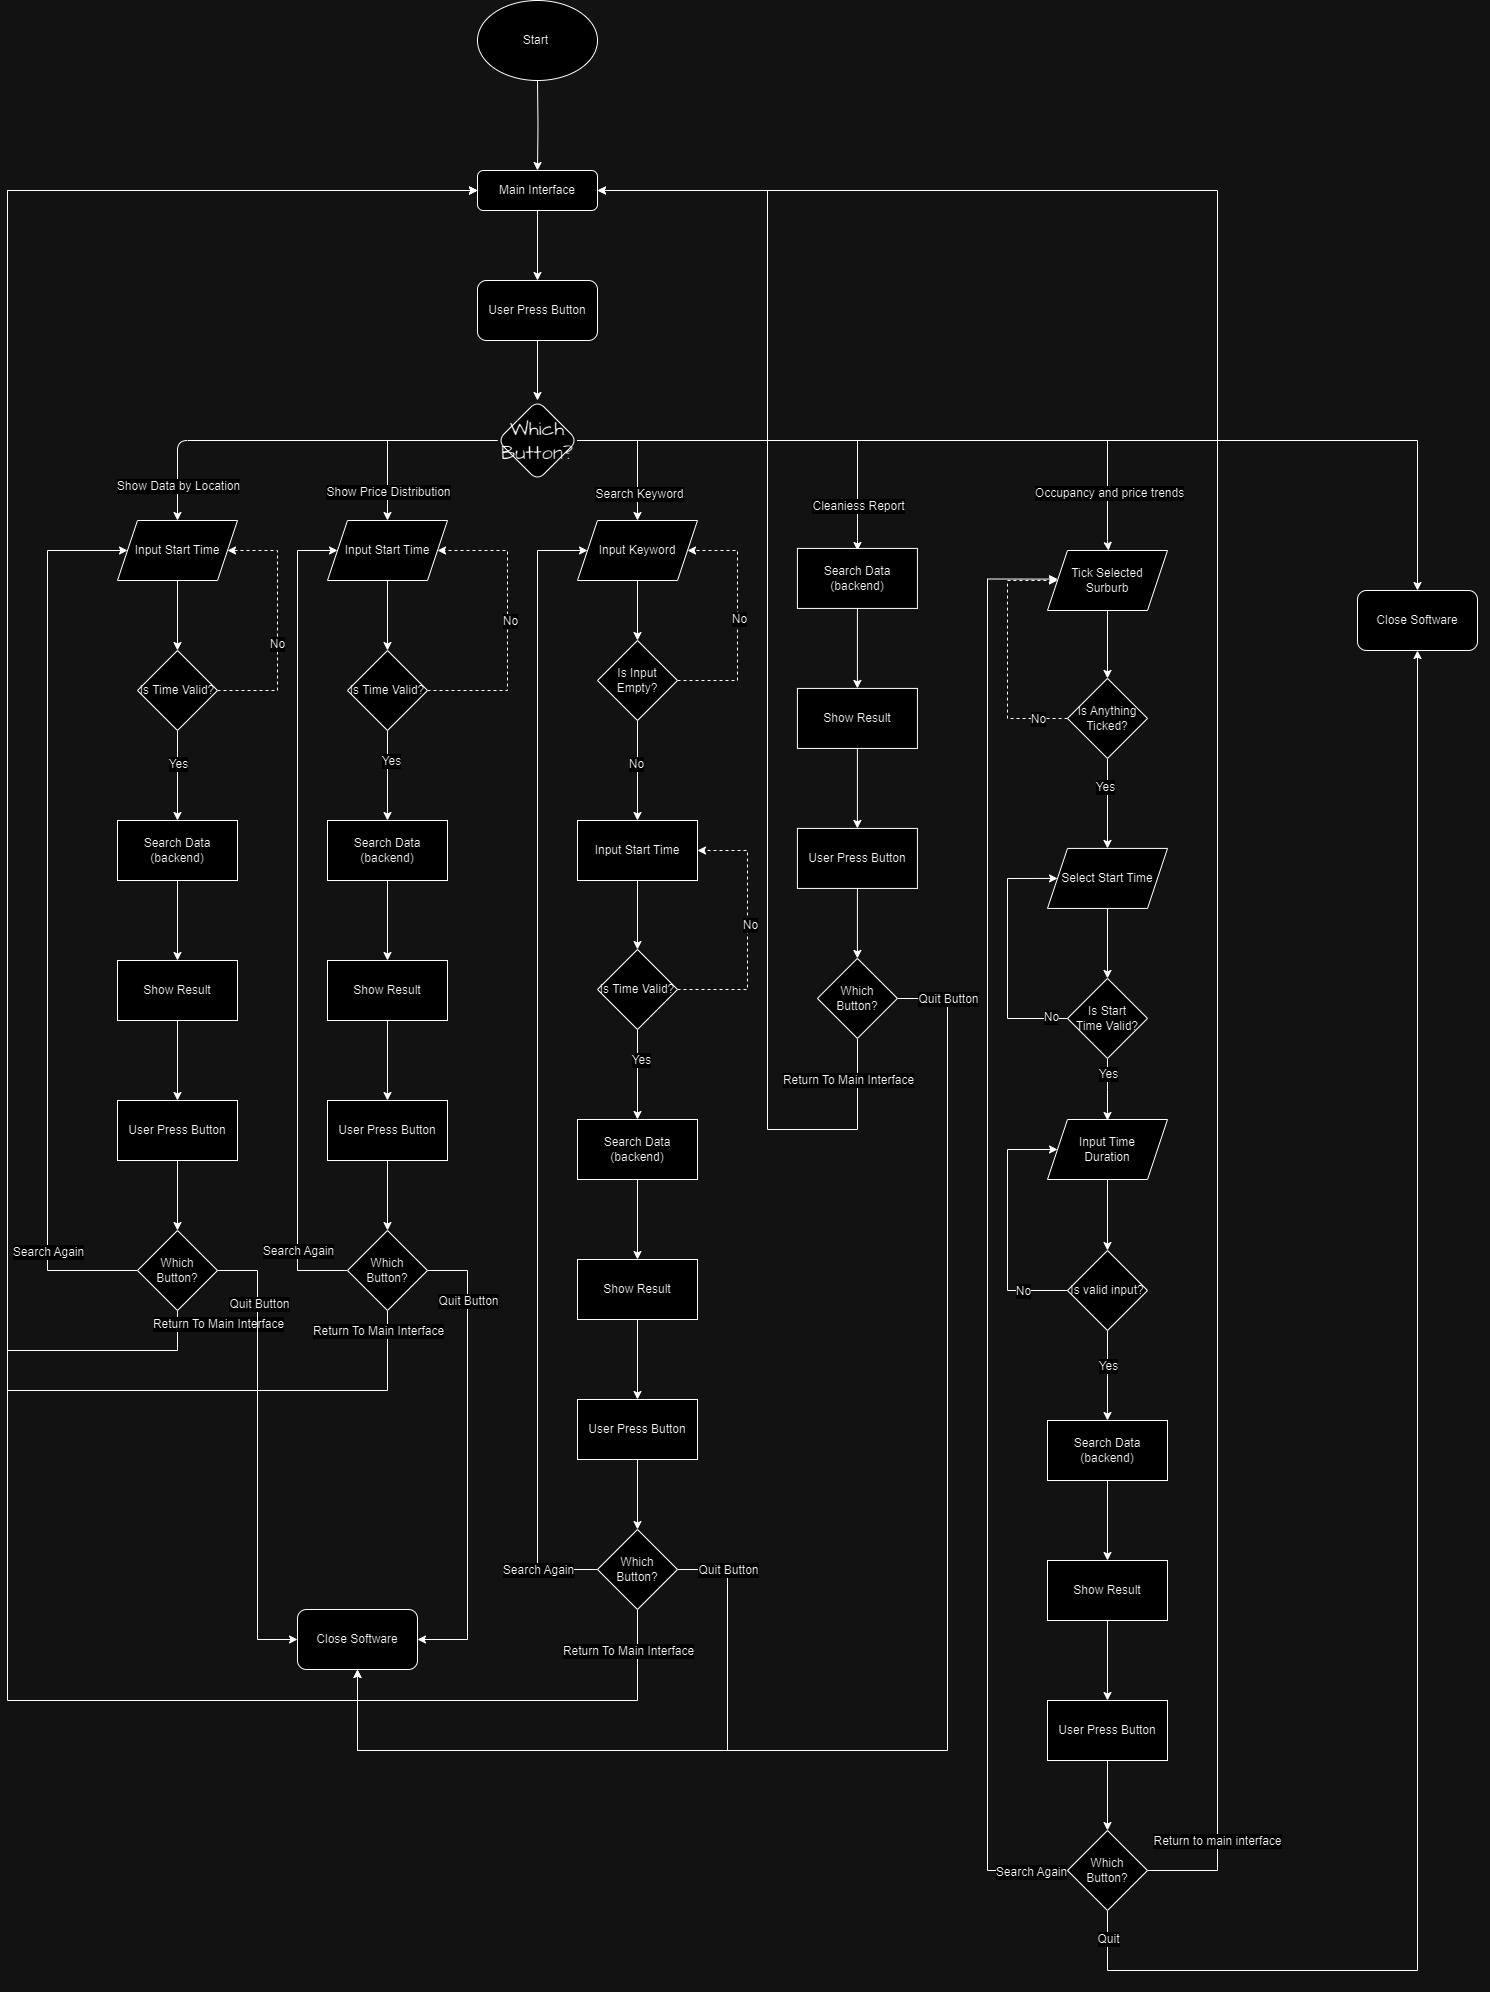 Start
Main Interface
User Press Button
Which
Button?
Show Data by Location
Show Price Distribution
Search Keyword
Cleaniess Report
Occupancy and price trends
Input Start Time
Input Start Time
Input Keyword
Search Data
(backend)
Tick Selected
Surburb
Close Software
No
No
No
Is Time Valid?
Is Time Valid?
Is Input
Empty?
Show Result
Is Anything
Ticked?
No
Yes
Yes
No
Yes
Search Data
(backend)
Search Data
(backend)
Input Start Time
User Press Button
Select Start Time
No
Show Result
Show Result
Is Time Valid?
Which
Button?
Quit Button
Is Start
Time Valid?
No
Yes
Return To Main Interface
Yes
User Press Button
User Press Button
Search Data
(backend)
Input Time
Duration
Search Again
Which
Button?
Search Again
Which
Button?
Show Result
Is valid input?
No
Quit Button
Quit Button
Return To Main Interface
Return To Main Interface
Yes
User Press Button
Search Data
(backend)
Search Again
Which
Button?
Quit Button
Show Result
Close Software
Return To Main Interface
User Press Button
Return to main interface
Search Again
Which
Button?
Quit